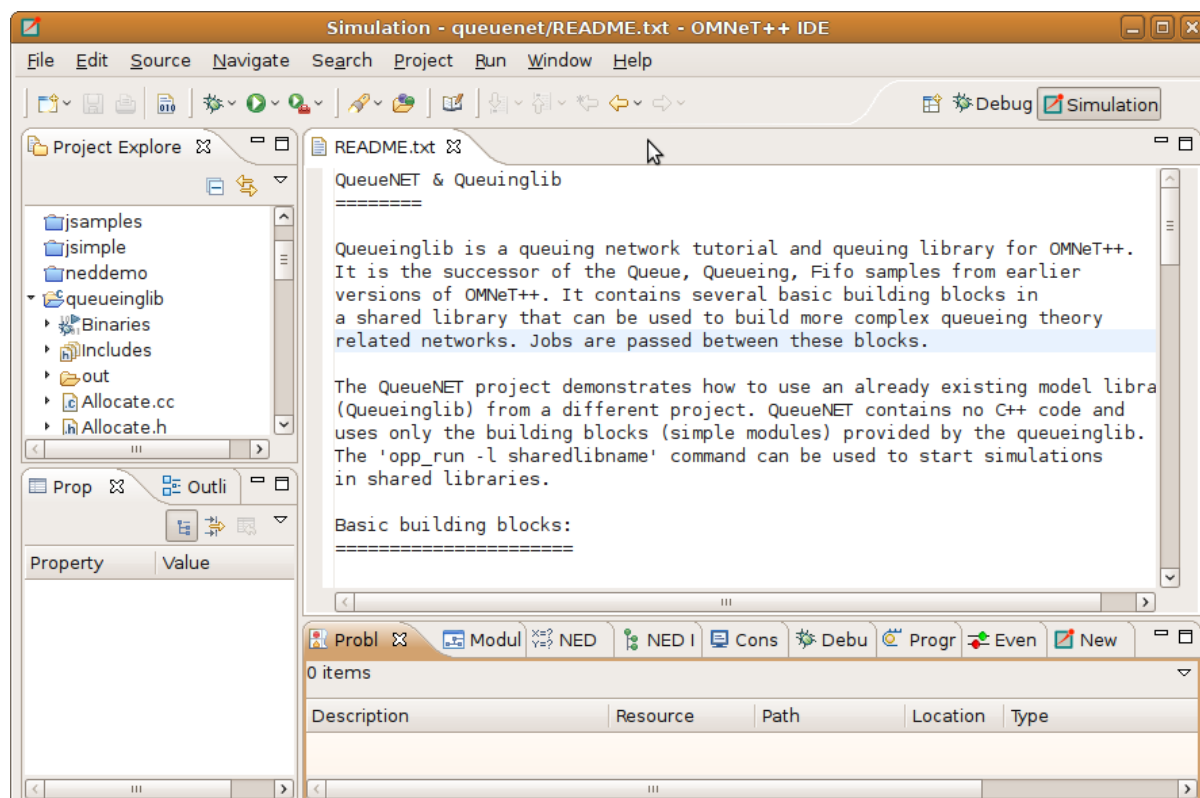 Simulation - queuenet/README.txt - OMNeT++ IDE
File Edit Source Navigate Search Project Run Window Help
Debug Simulation
Project Explore
jsamples
jsimple
neddemo
queueinglib
Binaries
Includes
out
Allocate.cc
Allocate.h
Prop Outli
Property Value
README.txt
QueueNET & Queuinglib
========
Queueinglib is a queuing network tutorial and queuing library for OMNeT++.
It is the successor of the Queue, Queueing, Fifo samples from earlier
versions of OMNeT++. It contains several basic building blocks in
a shared library that can be used to build more complex queueing theory
related networks. Jobs are passed between these blocks.
The QueueNET project demonstrates how to use an already existing model libra
(Queueinglib) from a different project. QueueNET contains no C++ code and
uses only the building blocks (simple modules) provided by the queueinglib.
The 'opp_run -l sharedlibname' command can be used to start simulations
in shared libraries.
Basic building blocks:
======================
Probl Modul NED NED I Cons Debu Progr Even New
0 items
Description Resource Path Location Type